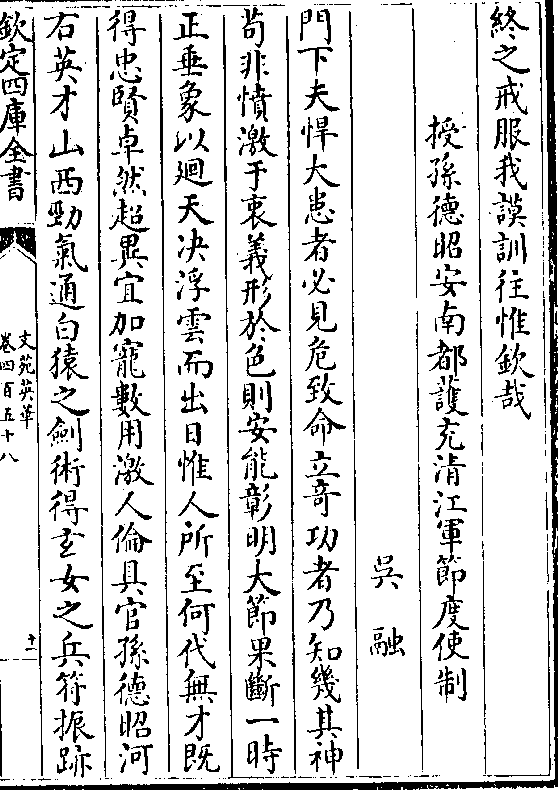 終之戒服我謨訓往惟欽哉
授孫德昭安南都䕶充清江軍節度使制
吳融
門下夫悍大患者必見危致命立竒功者乃知幾其神
茍非憤激于衷義形於色則安能彰明大節果斷一時
正垂象以廻天决浮雲而出日惟人所至何代無才既
得忠賢卓然超異宜加寵數用激人倫具官孫德昭河
右英才山西勁氣通白猿之劍術得𤣥女之兵符振跡
欽定四庫全書
文苑英華
卷四百五十八
十一